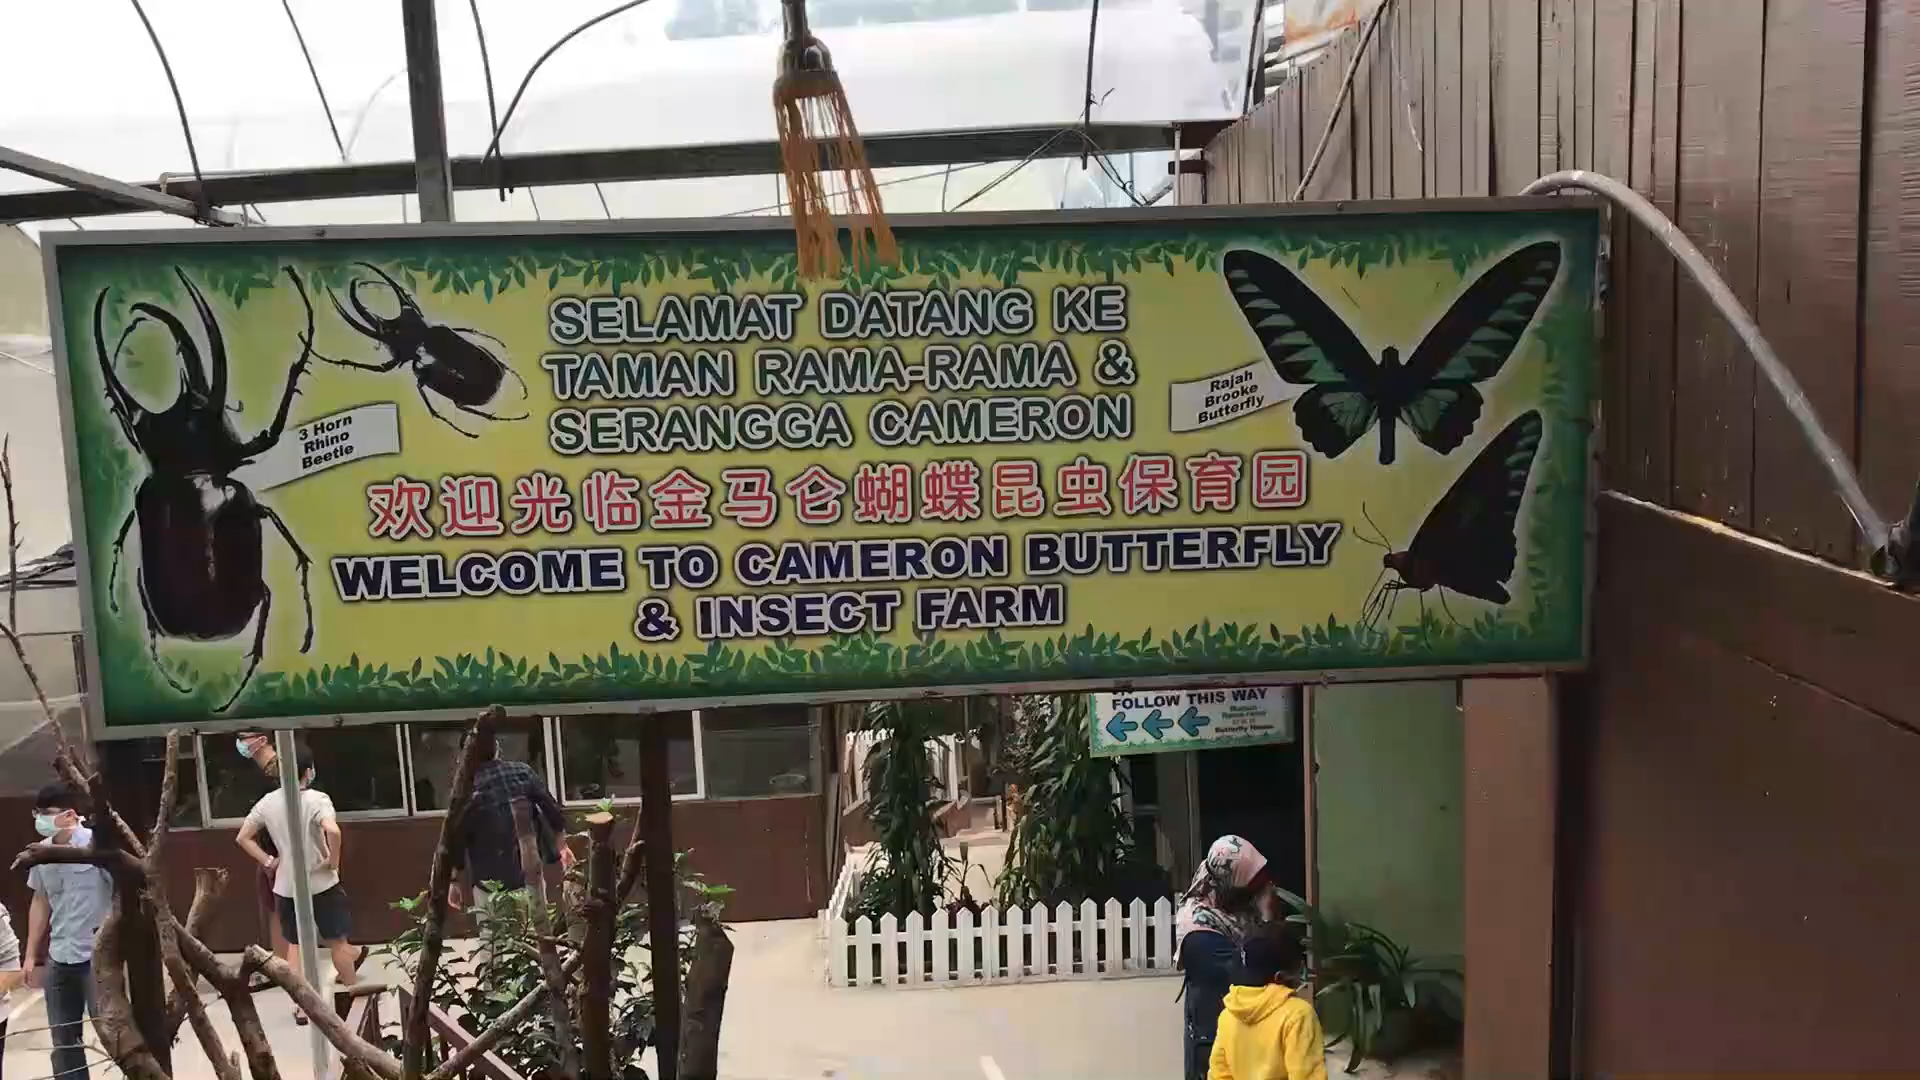 SELAMAT DATANG KE
TAMAN RAMA-RAMA &
SERANGGA CAMERON
欢迎光临金马仑蝴蝶昆虫保育园
WELCOME TO CAMERON BUTTERFLY
& INSECT FARM
3 Horn
Rhino
Beetle
Rajah
Brooke
Butterfly
FOLLOW THIS WAY
Butterfly House